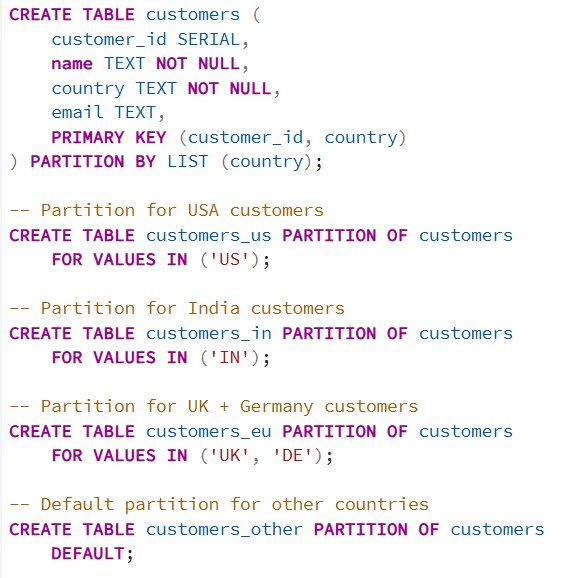 CREATE TABLE customers (
    customer_id SERIAL,
    name TEXT NOT NULL,
    country TEXT NOT NULL,
    email TEXT,
    PRIMARY KEY (customer_id, country)
) PARTITION BY LIST (country);

-- Partition for USA customers
CREATE TABLE customers_us PARTITION OF customers
    FOR VALUES IN ('US');

-- Partition for India customers
CREATE TABLE customers_in PARTITION OF customers
    FOR VALUES IN ('IN');

-- Partition for UK + Germany customers
CREATE TABLE customers_eu PARTITION OF customers
    FOR VALUES IN ('UK', 'DE');

-- Default partition for other countries
CREATE TABLE customers_other PARTITION OF customers
    DEFAULT;